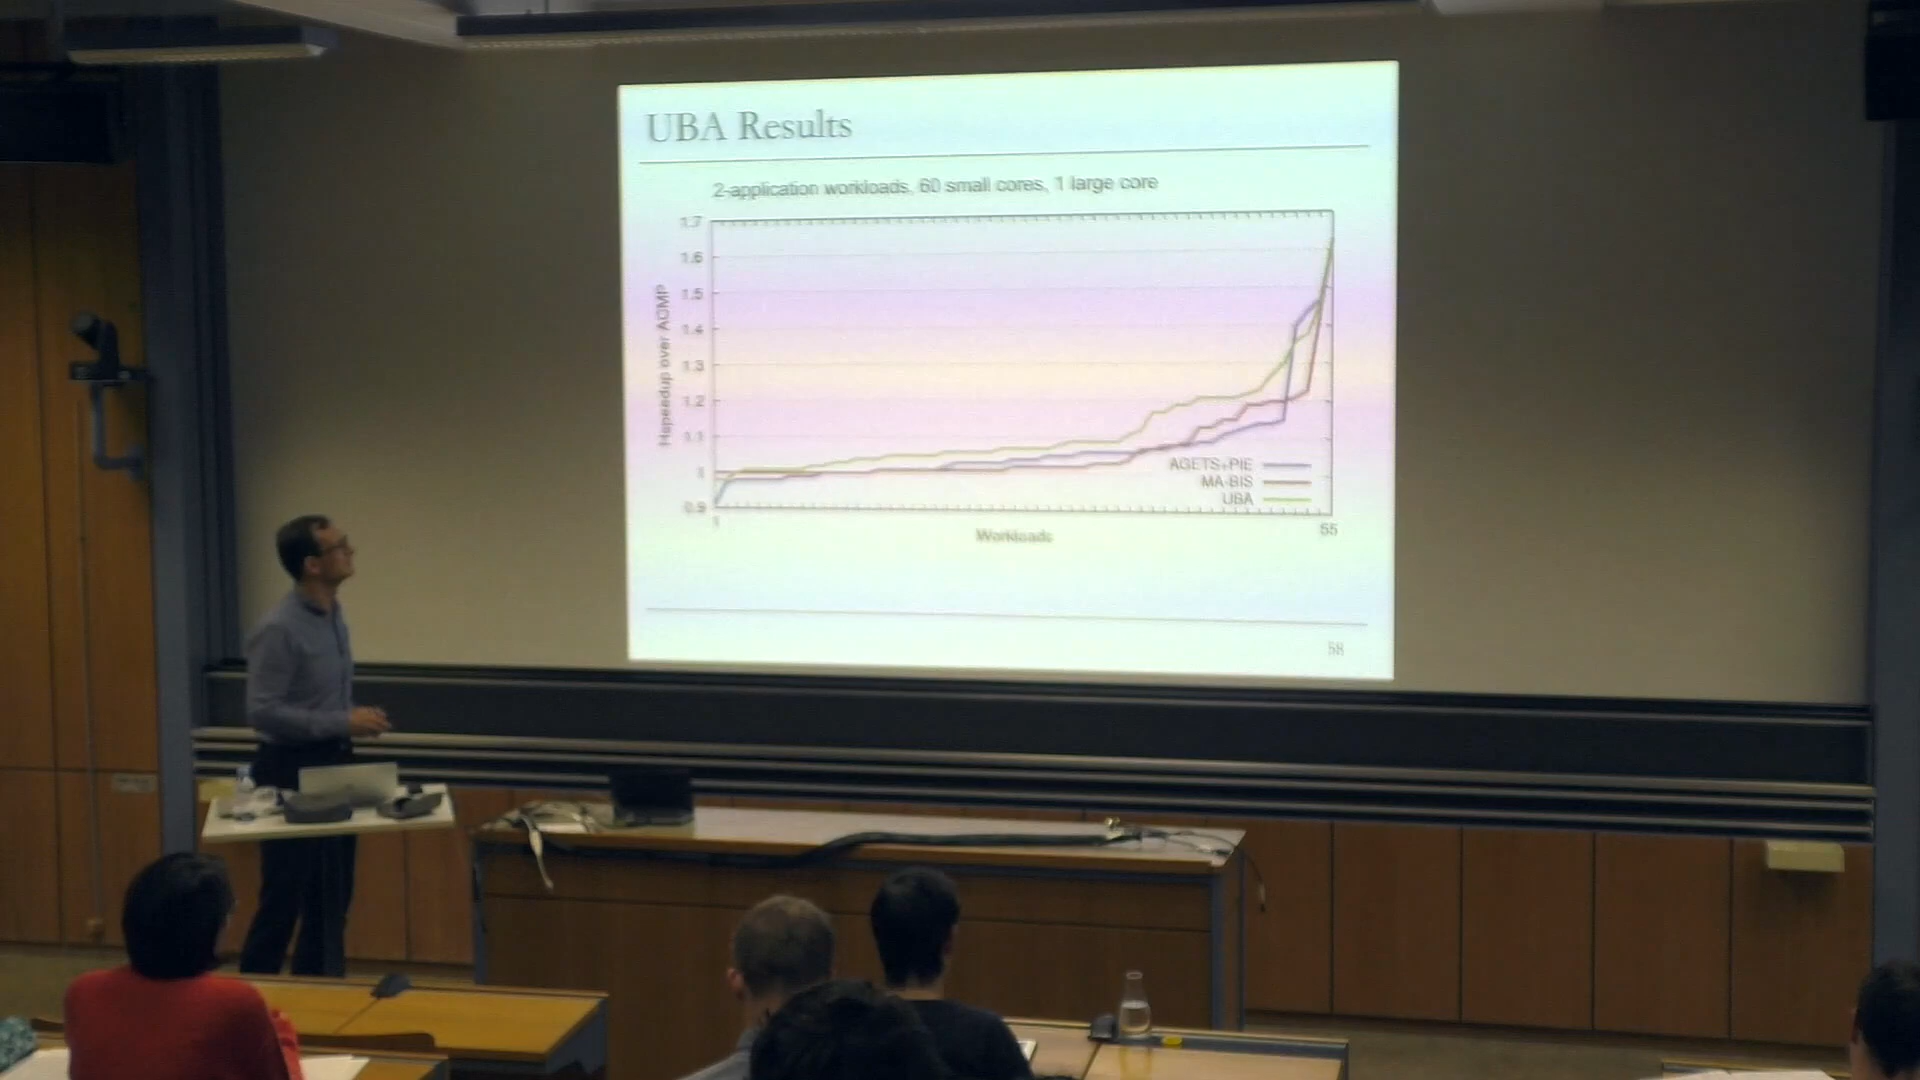 UBA Results
2-application workloads, 60 small cores, 1 large core
1.7
1.6
1.5
1.4
1.3
1.2
1.1
1
0.9
Hspeedup over ACMP
AGETS+PIE
MA-BIS
UBA
1
55
Workloads
58